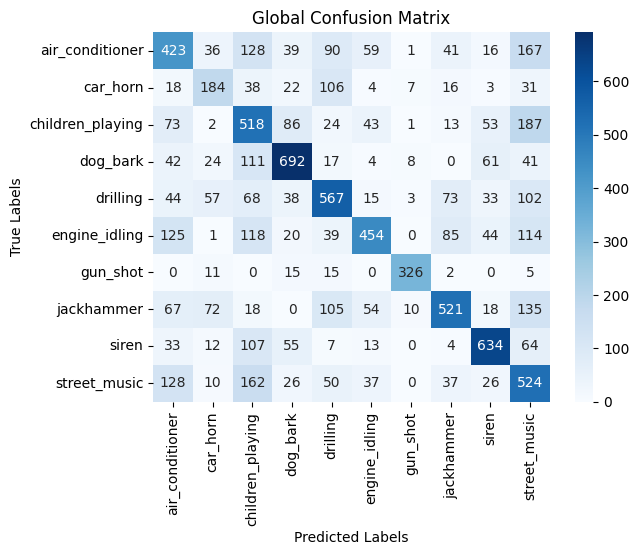 Global Confusion Matrix
True Labels
air_conditioner 423 36 128 39 90 59 1 41 16 167
car_horn 18 184 38 22 106 4 7 16 3 31
children_playing 73 2 518 86 24 43 1 13 53 187
dog_bark 42 24 111 692 17 4 8 0 61 41
drilling 44 57 68 38 567 15 3 73 33 102
engine_idling 125 1 118 20 39 454 0 85 44 114
gun_shot 0 11 0 15 15 0 326 2 0 5
jackhammer 67 72 18 0 105 54 10 521 18 135
siren 33 12 107 55 7 13 0 4 634 64
street_music 128 10 162 26 50 37 0 37 26 524
air_conditioner
car_horn
children_playing
dog_bark
drilling
engine_idling
gun_shot
jackhammer
siren
street_music
Predicted Labels
600
500
400
300
200
100
0